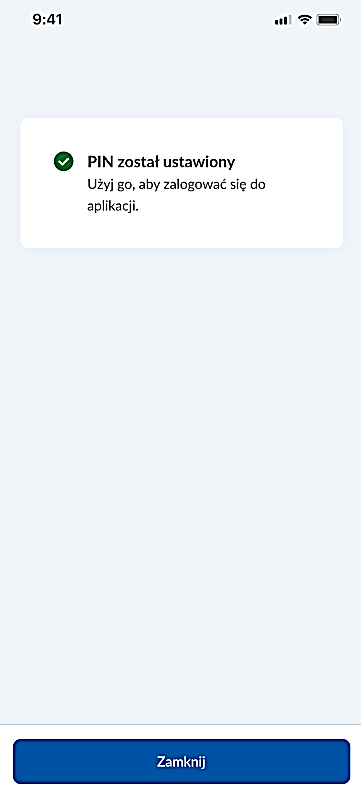 9:41
PIN został ustawiony
Użyj go, aby zalogować się do
aplikacji.
Zamknij